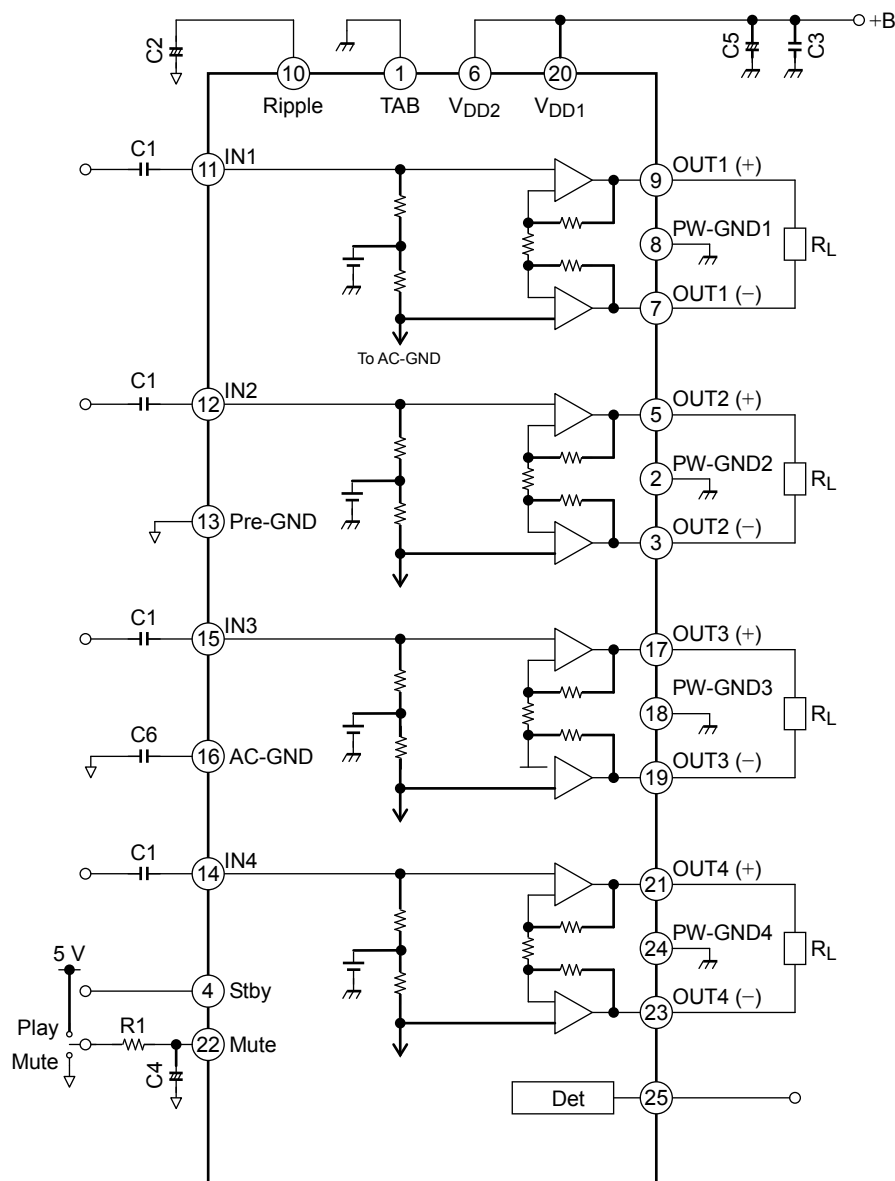 C2
C5
C3
+B
10
1
6
20
Ripple
TAB
VDD2
VDD1
C1
11
IN1
9
OUT1 (+)
8
PW-GND1
RL
7
OUT1 (−)
To AC-GND
C1
12
IN2
5
OUT2 (+)
2
PW-GND2
RL
13
Pre-GND
3
OUT2 (−)
C1
15
IN3
17
OUT3 (+)
18
PW-GND3
RL
C6
16
AC-GND
19
OUT3 (−)
C1
14
IN4
21
OUT4 (+)
24
PW-GND4
RL
5 V
4
Stby
23
OUT4 (−)
Play
R1
22
Mute
Mute
C4
Det
25